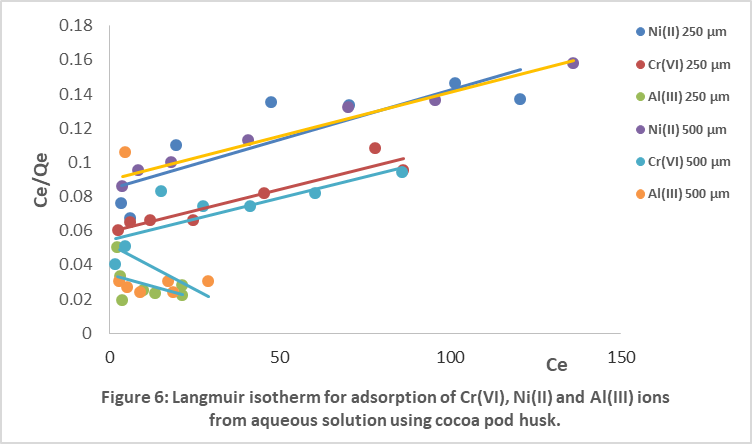 0.18
0.16
0.14
0.12
0.1
0.08
0.06
0.04
0.02
0
Ce/Qe
0 50 100 150
Ce
Ni(II) 250 µm
Cr(VI) 250 µm
Al(III) 250 µm
Ni(II) 500 µm
Cr(VI) 500 µm
Al(III) 500 µm
Figure 6: Langmuir isotherm for adsorption of Cr(VI), Ni(II) and Al(III) ions
from aqueous solution using cocoa pod husk.